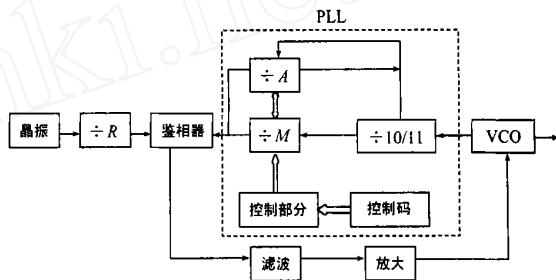 PLL
÷A
晶振
÷R
鉴相器
÷M
÷10/11
VCO
控制部分
控制码
滤波
放大